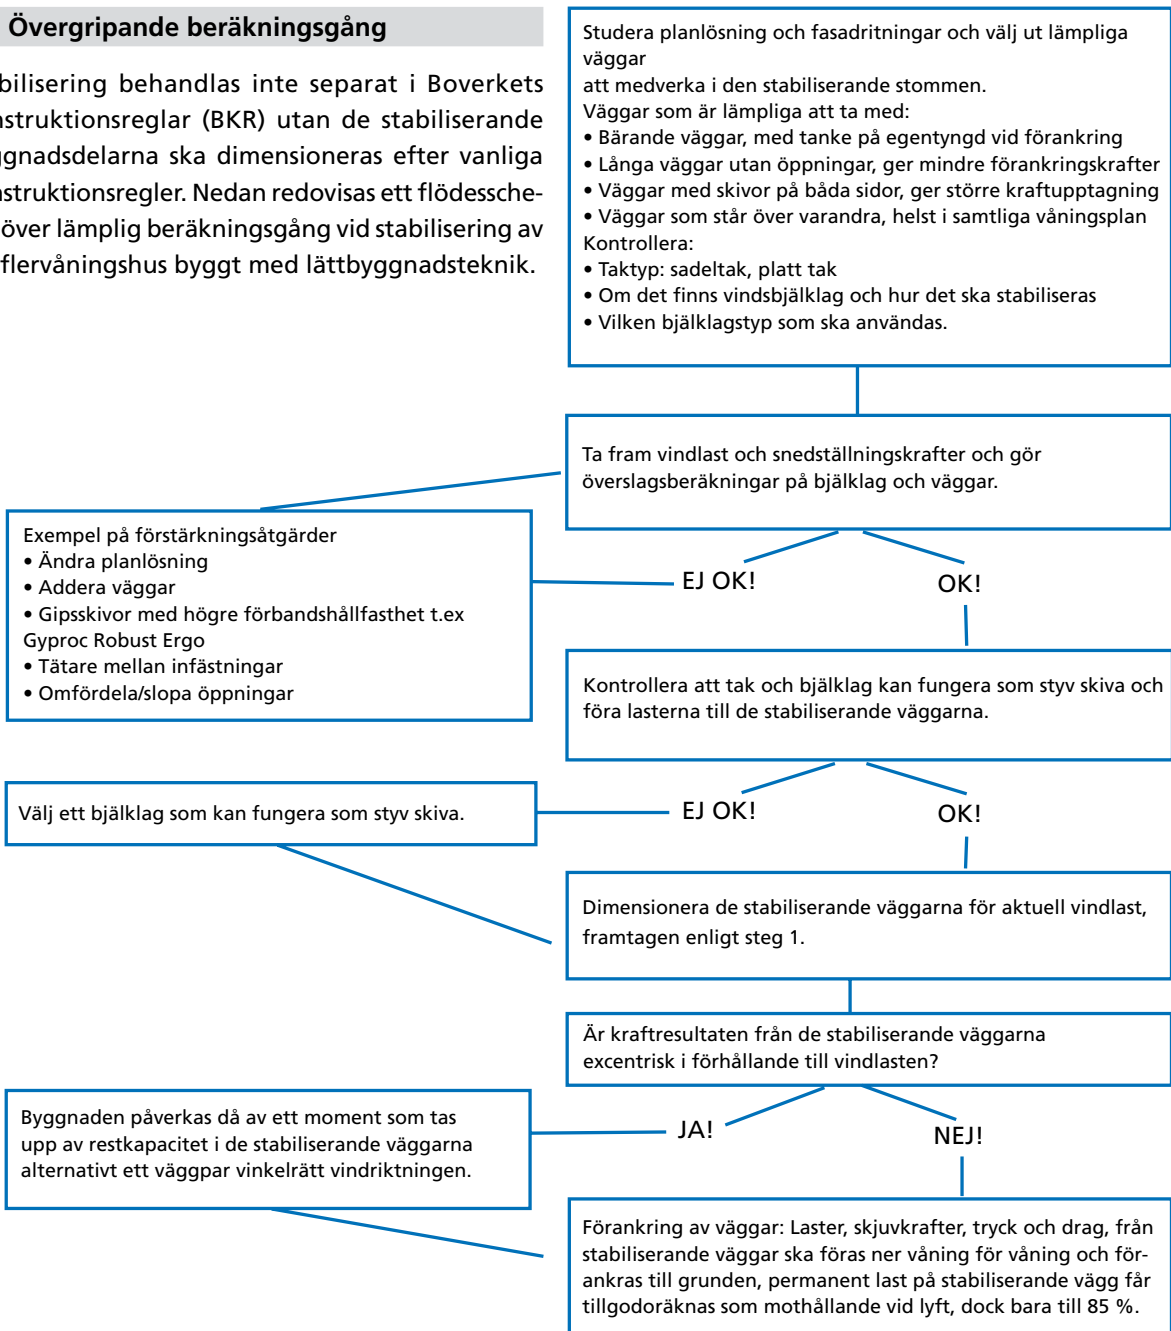 Övergripande beräkningsgång
bilisering behandlas inte separat i Boverkets
nstruktionsreglar (BKR) utan de stabiliserande
ggnadsdelarna ska dimensioneras efter vanliga
nstruktionsregler. Nedan redovisas ett flödessche-
över lämplig beräkningsgång vid stabilisering av
flervåningshus byggt med lättbyggnadsteknik.
Studera planlösning och fasadritningar och välj ut lämpliga
väggar
att medverka i den stabiliserande stommen.
Väggar som är lämpliga att ta med:
• Bärande väggar, med tanke på egentyngd vid förankring
• Långa väggar utan öppningar, ger mindre förankringskrafter
• Väggar med skivor på båda sidor, ger större kraftupptagning
• Väggar som står över varandra, helst i samtliga våningsplan
Kontrollera:
• Taktyp: sadeltak, platt tak
• Om det finns vindsbjälklag och hur det ska stabiliseras
• Vilken bjälklagstyp som ska användas.
Ta fram vindlast och snedställningskrafter och gör
överslagsberäkningar på bjälklag och väggar.
Exempel på förstärkningsåtgärder
• Ändra planlösning
• Addera väggar
• Gipsskivor med högre förbandshållfasthet t.ex
Gyproc Robust Ergo
• Tätare mellan infästningar
• Omfördela/slopa öppningar
EJ OK!
OK!
Kontrollera att tak och bjälklag kan fungera som styv skiva och
föra lasterna till de stabiliserande väggarna.
Välj ett bjälklag som kan fungera som styv skiva.
EJ OK!
OK!
Dimensionera de stabiliserande väggarna för aktuell vindlast,
framtagen enligt steg 1.
Är kraftresultaten från de stabiliserande väggarna
excentrisk i förhållande till vindlasten?
Byggnaden påverkas då av ett moment som tas
upp av restkapacitet i de stabiliserande väggarna
alternativt ett väggpar vinkelrätt vindriktningen.
JA!
NEJ!
Förankring av väggar: Laster, skjuvkrafter, tryck och drag, från
stabiliserande väggar ska föras ner våning för våning och för-
ankras till grunden, permanent last på stabiliserande vägg får
tillgodoräknas som mothållande vid lyft, dock bara till 85 %.